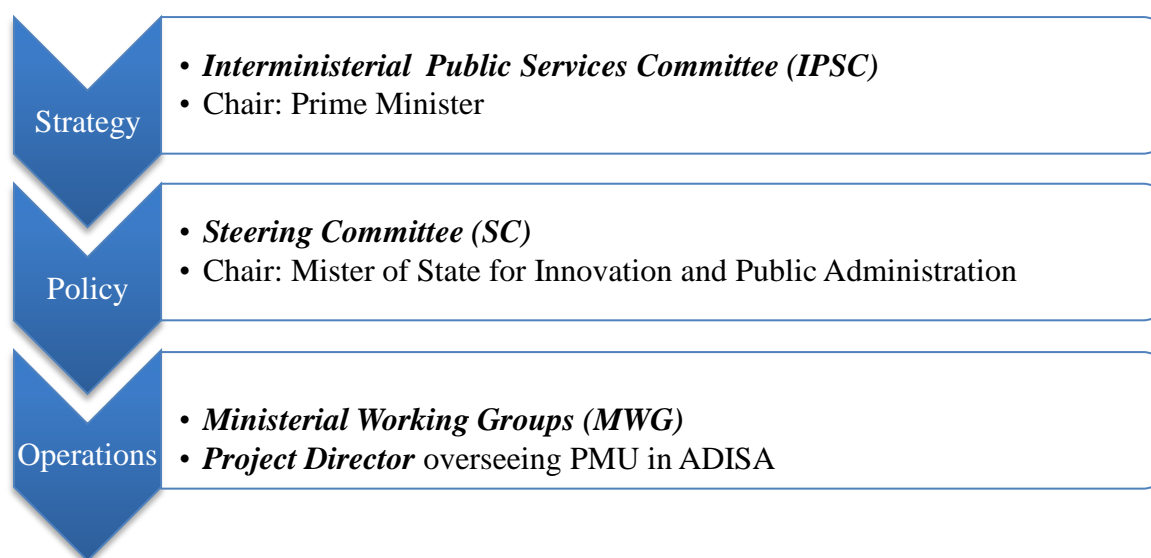 Strategy
• Interministerial Public Services Committee (IPSC)
• Chair: Prime Minister
Policy
• Steering Committee (SC)
• Chair: Mister of State for Innovation and Public Administration
Operations
• Ministerial Working Groups (MWG)
• Project Director overseeing PMU in ADISA